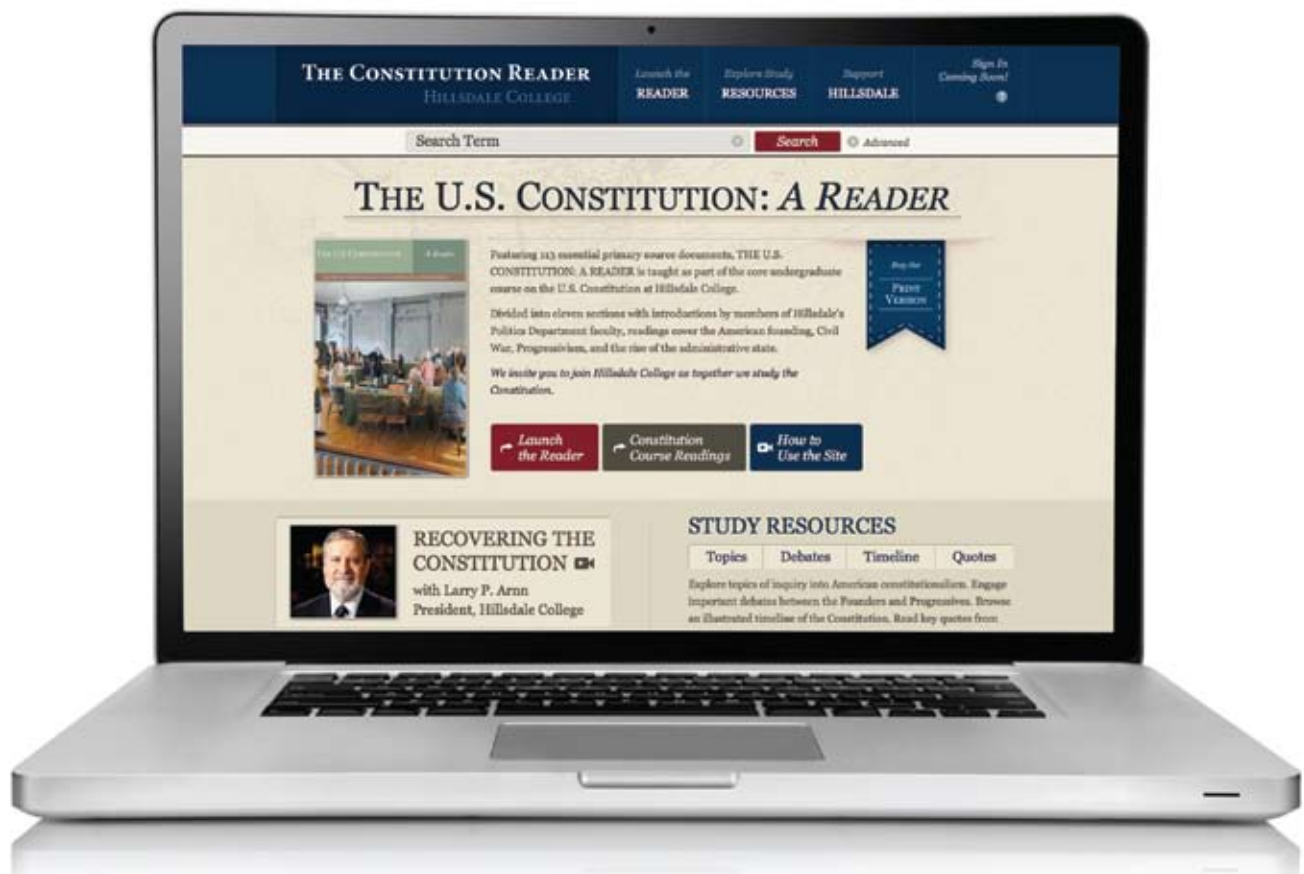 THE CONSTITUTION READER
HILLSDALE COLLEGE
Launch the
READER
Explore Study
RESOURCES
Support
HILLSDALE
Sign In
Coming Soon!
Search Term
Search
Advanced
THE U.S. CONSTITUTION: A READER
THE U.S. CONSTITUTION
A Reader
Featuring 113 essential primary source documents, THE U.S.
CONSTITUTION: A READER is taught as part of the core undergraduate
course on the U.S. Constitution at Hillsdale College.
Divided into eleven sections with introductions by members of Hillsdale's
Politics Department faculty, readings cover the American founding, Civil
War, Progressivism, and the rise of the administrative state.
We invite you to join Hillsdale College as together we study the
Constitution.
Buy the
PRINT
VERSION
Launch
the Reader
Constitution
Course Readings
How to
Use the Site
RECOVERING THE
CONSTITUTION
with Larry P. Arnn
President, Hillsdale College
STUDY RESOURCES
Topics
Debates
Timeline
Quotes
Explore topics of inquiry into American constitutionalism. Engage
important debates between the Founders and Progressives. Browse
an illustrated timeline of the Constitution. Read key quotes from